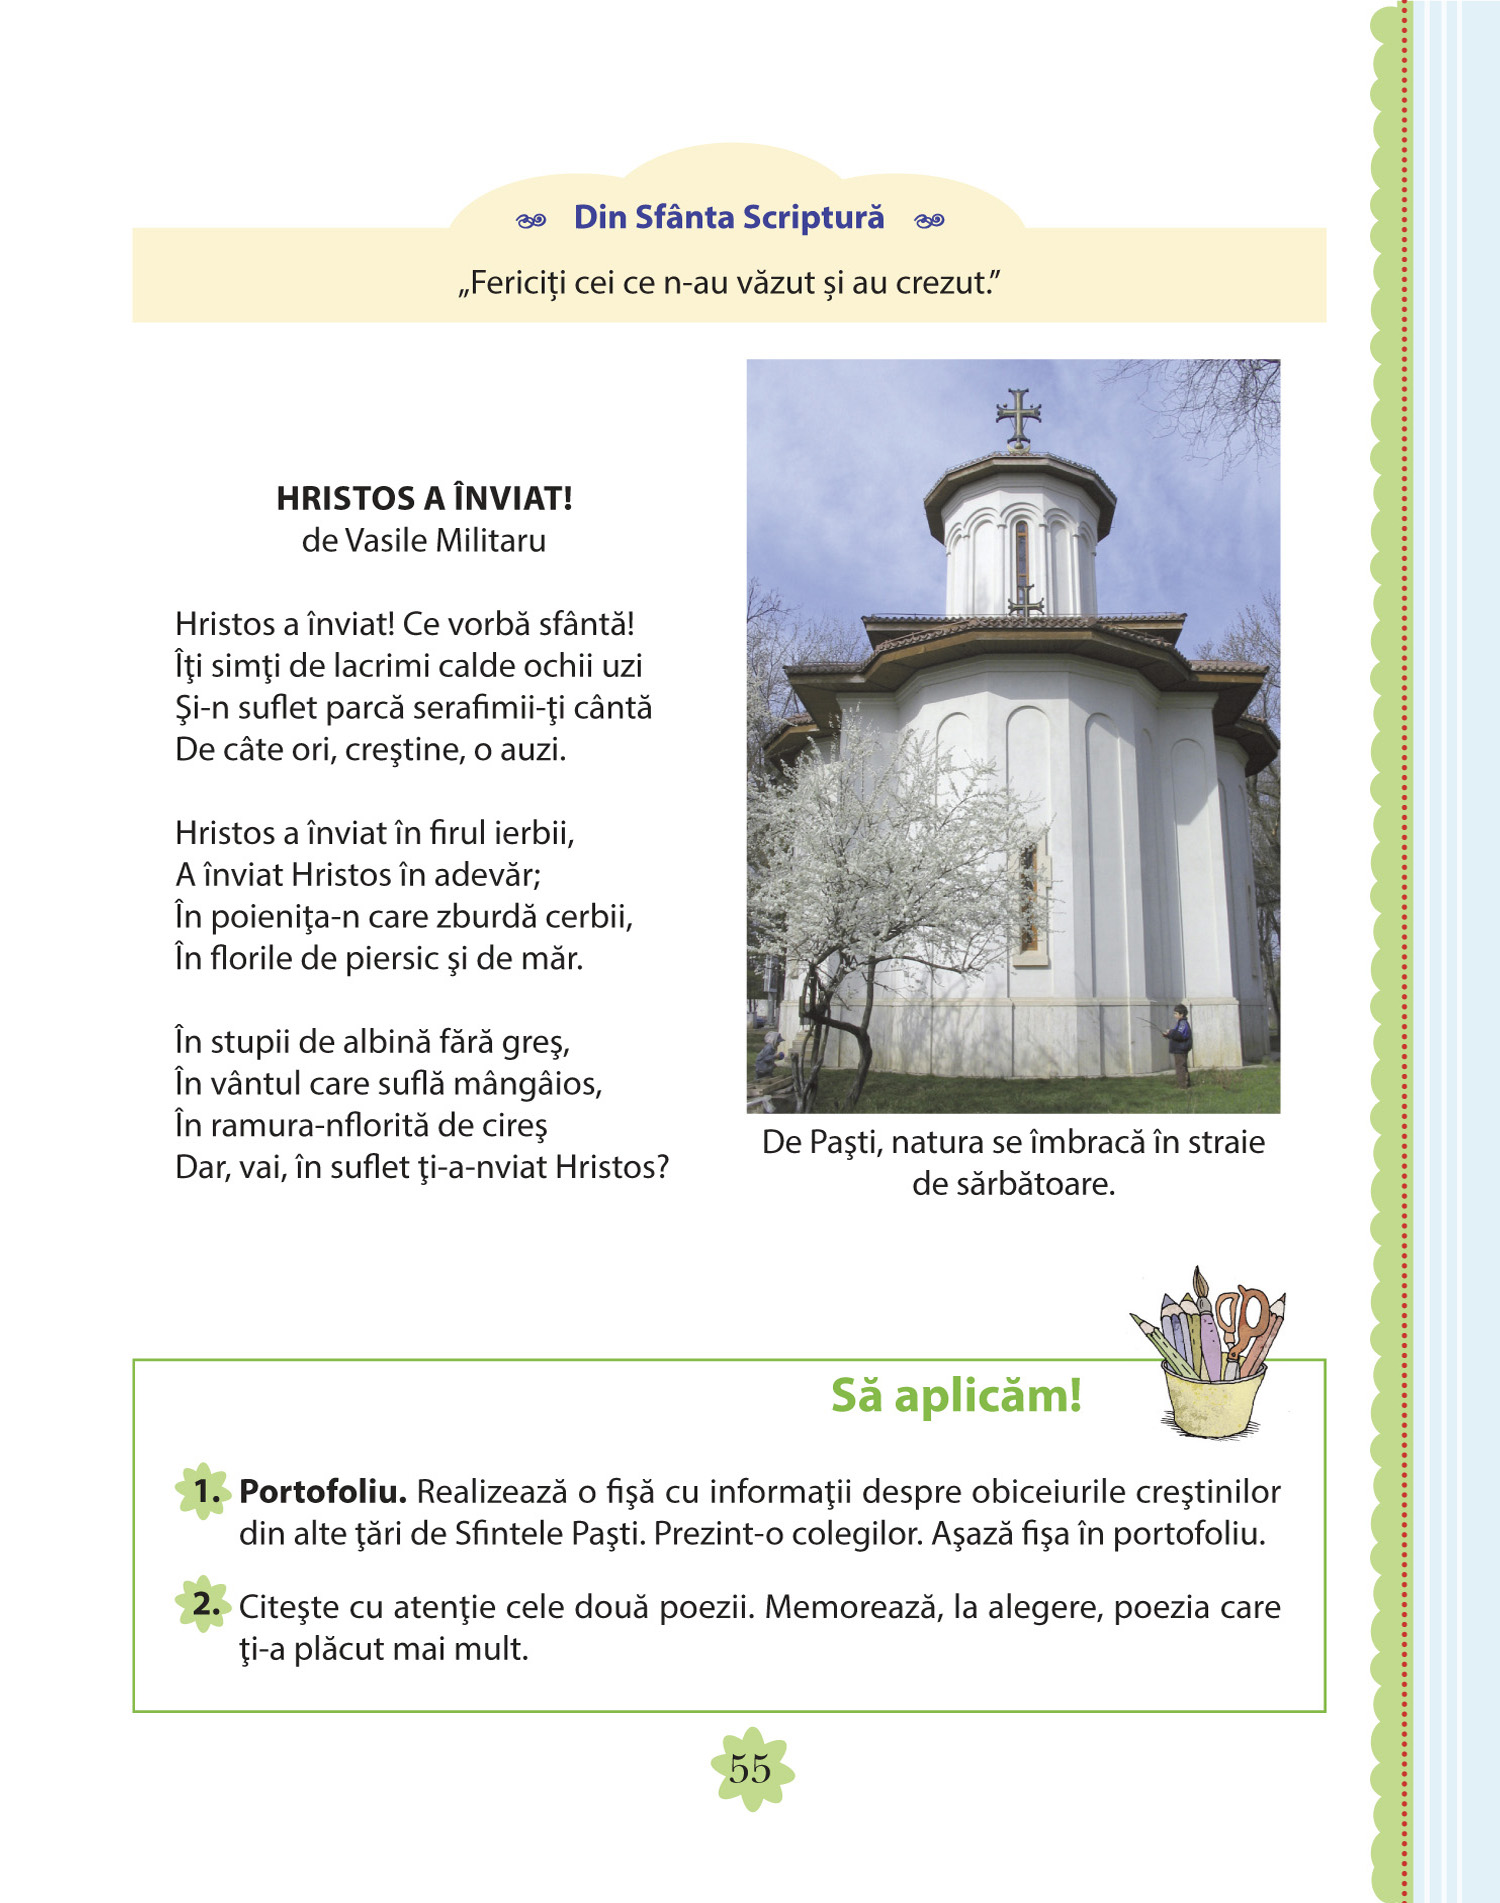 Din Sfânta Scriptură
„Fericiți cei ce n-au văzut și au crezut.”
HRISTOS A ÎNVIAT!
de Vasile Militaru
Hristos a înviat! Ce vorbă sfântă!
Îţi simţi de lacrimi calde ochii uzi
Şi-n suflet parcă serafimii-ţi cântă
De câte ori, creştine, o auzi.
Hristos a înviat în firul ierbii,
A înviat Hristos în adevăr;
În poieniţa-n care zburdă cerbii,
În florile de piersic şi de măr.
În stupii de albină fără greş,
În vântul care suflă mângâios,
În ramura-nflorită de cireş
Dar, vai, în suflet ţi-a-nviat Hristos?
De Paşti, natura se îmbracă în straie
de sărbătoare.
Să aplicăm!
1. Portofoliu. Realizează o fişă cu informaţii despre obiceiurile creştinilor
din alte ţări de Sfintele Paşti. Prezint-o colegilor. Aşază fişa în portofoliu.
2. Citeşte cu atenţie cele două poezii. Memorează, la alegere, poezia care
ţi-a plăcut mai mult.
55